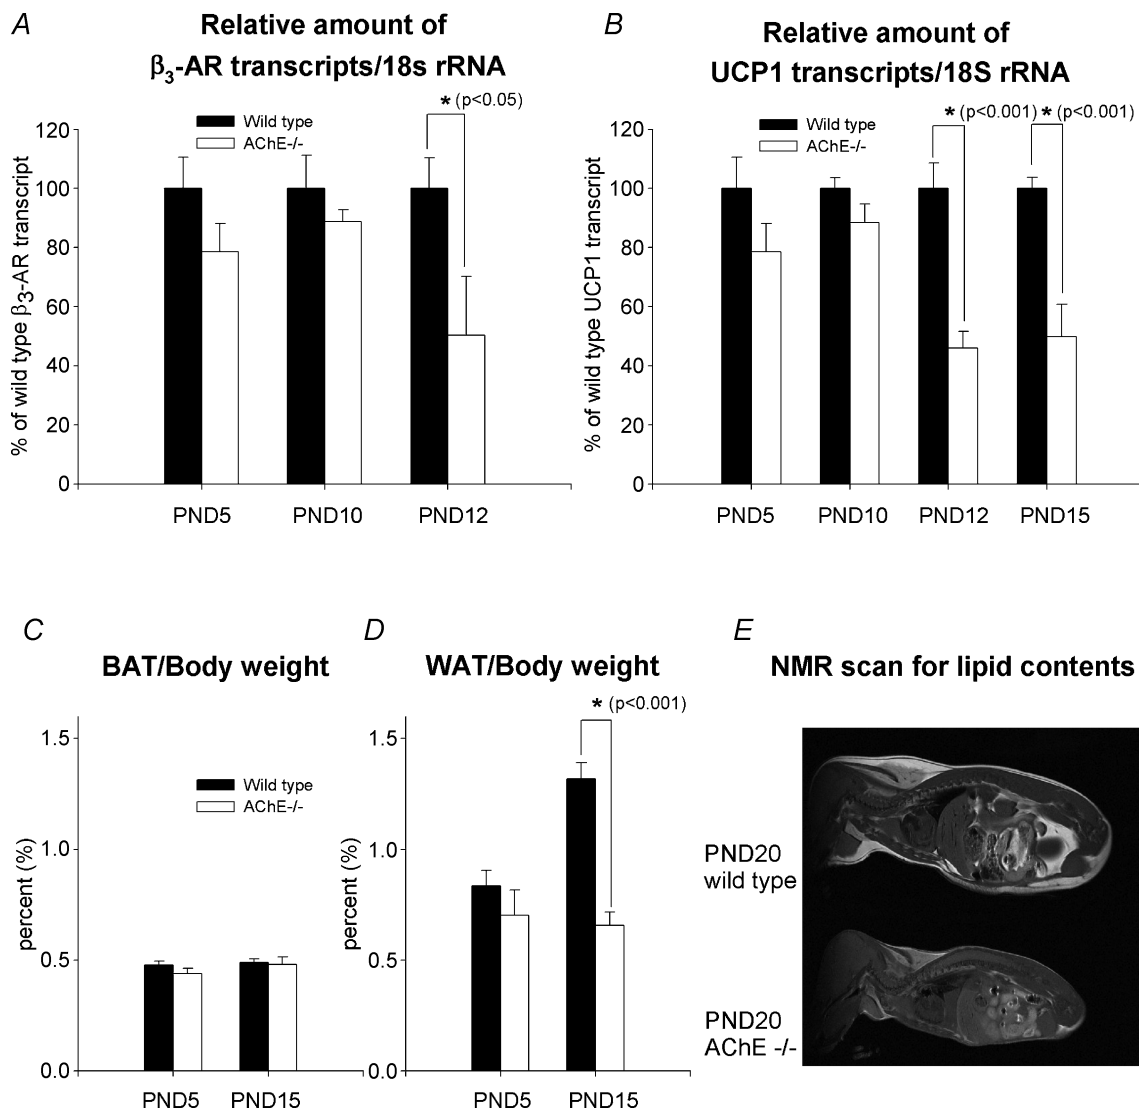 A
Relative amount of
β3-AR transcripts/18s rRNA
* (p<0.05)
Wild type
AChE-/-
% of wild type β3-AR transcript
120
100
80
60
40
20
0
PND5 PND10 PND12
B
Relative amount of
UCP1 transcripts/18S rRNA
* (p<0.001) * (p<0.001)
Wild type
AChE-/-
% of wild type UCP1 transcript
120
100
80
60
40
20
0
PND5 PND10 PND12 PND15
C
BAT/Body weight
Wild type
AChE-/-
percent (%)
1.5
1.0
0.5
0.0
PND5 PND15
D
WAT/Body weight
* (p<0.001)
percent (%)
1.5
1.0
0.5
0.0
PND5 PND15
E
NMR scan for lipid contents
PND20
wild type
PND20
AChE -/-